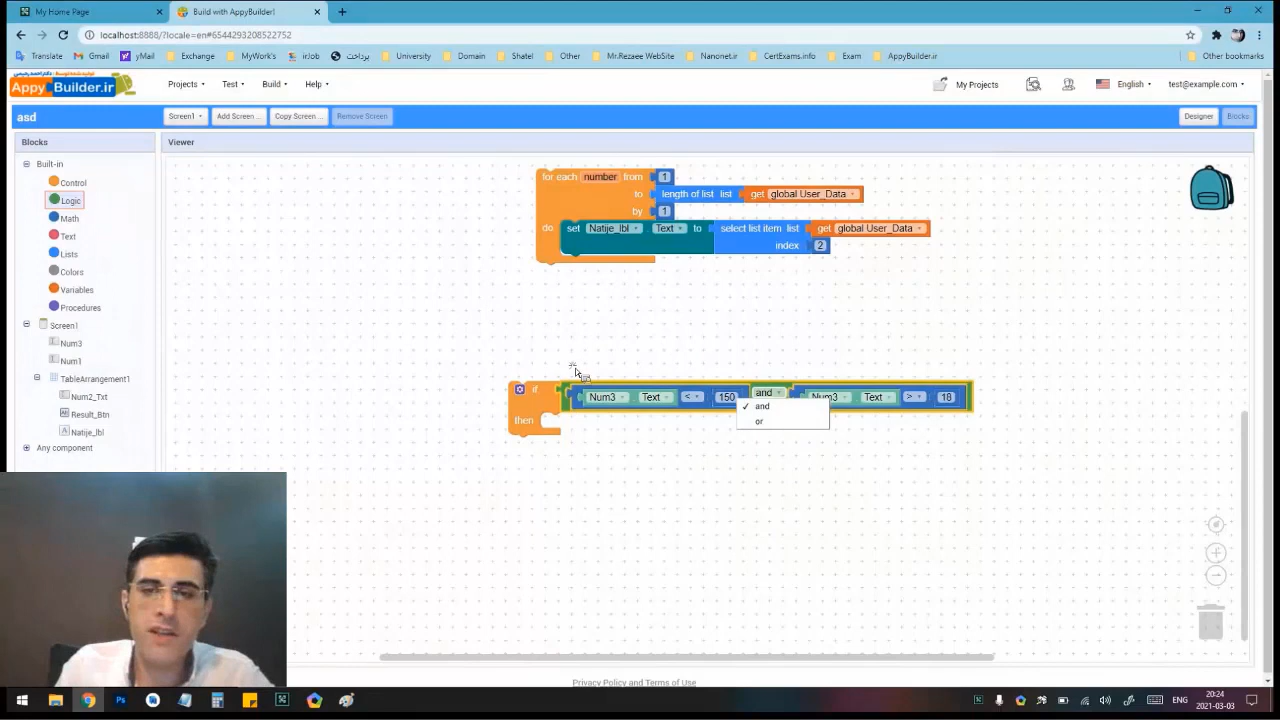 My Home Page
Build with AppyBuilder!
localhost:8888/?locale=en#6544293208522752
Translate Gmail yMail Exchange MyWork's irJob پرداخت University Domain Shatel Other Mr.Rezaee WebSite Nanonet.ir CertExams.info Exam AppyBuilder.ir Other bookmarks
AppyBuilder.ir
Projects Test Build Help My Projects English test@example.com
asd Screen1 Add Screen ... Copy Screen ... Remove Screen Designer Blocks
Blocks Viewer
Built-in
Control
Logic
Math
Text
Lists
Colors
Variables
Procedures
Screen1
Num3
Num1
TableArrangement1
Num2_Txt
Result_Btn
Natije_lbl
Any component
for each number from 1
to length of list list get global User_Data
by 1
do set Natije_lbl . Text to select list item list get global User_Data
index 2
if Num3 . Text < 150 and Num3 . Text > 18
and
or
then
Privacy Policy and Terms of Use
ENG
20:24
2021-03-03